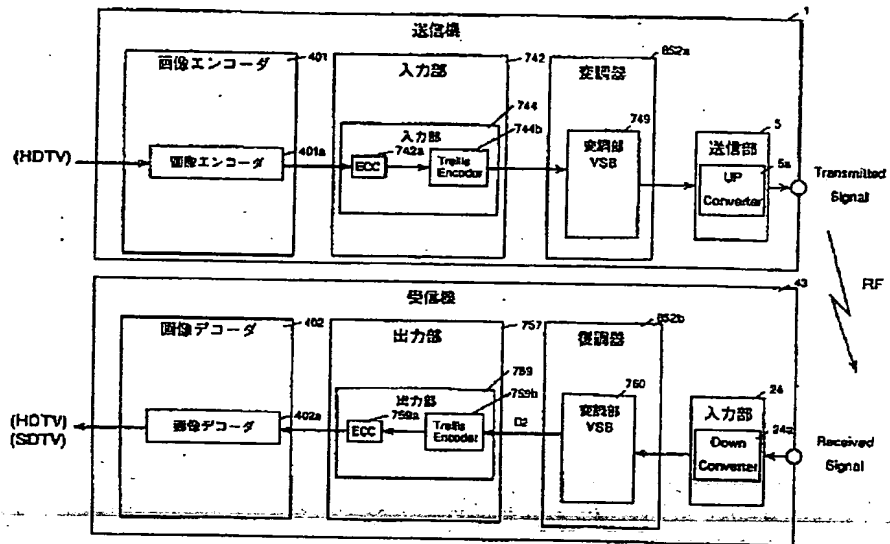 1
送信機
画像エンコーダ 401
入力部 742
変調器 852a
(HDTV)
画像エンコーダ
401a
入力部
744
744b
ECC 742a
Trellis
Encoder
変調部
VSB
749
送信部
5
UP
Converter
5a
Transmitted
Signal
RF
43
受信機
画像デコーダ 402
出力部 757
復調器
852b
(HDTV)
(SDTV)
画像デコーダ
402a
出力部
759
759b
ECC 759a
Trellis
Encoder
D2
変調部
VSB
760
入力部
24
Down
Converter
24a
Received
Signal